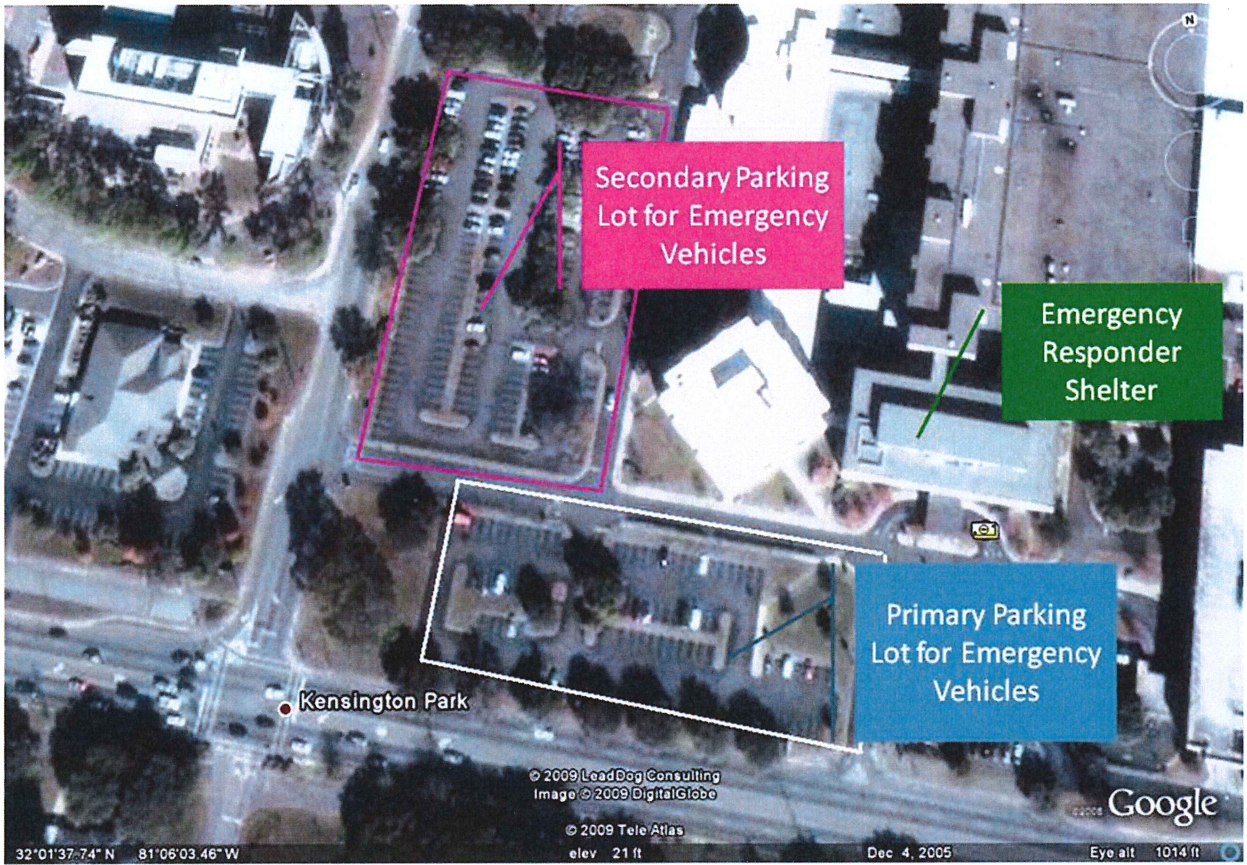 N
Secondary Parking
Lot for Emergency
Vehicles
Emergency
Responder
Shelter
Primary Parking
Lot for Emergency
Vehicles
Kensington Park
© 2009 LeadDog Consulting
Image © 2009 DigitalGlobe
© 2009 Tele Atlas
Google
32°01'37.74" N 81°06'03.46" W elev 21 ft Dec 4, 2005 Eye alt 1014 ft